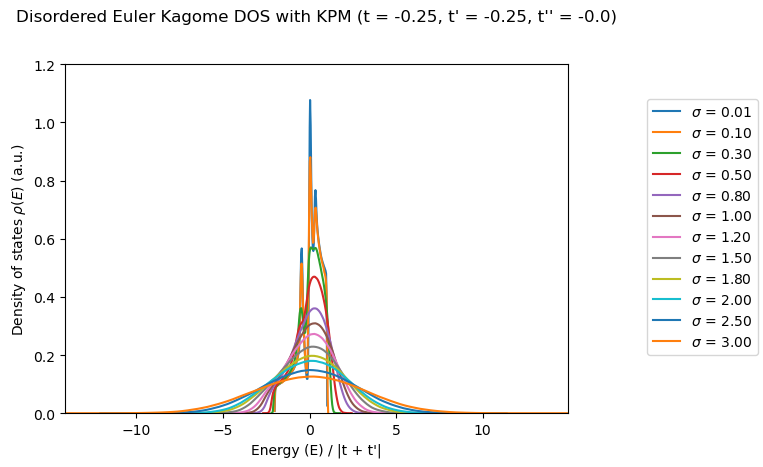 Disordered Euler Kagome DOS with KPM (t = -0.25, t' = -0.25, t'' = -0.0)
Density of states ρ(E) (a.u.)
1.2
1.0
0.8
0.6
0.4
0.2
0.0
−10
−5
0
5
10
Energy (E) / |t + t'|
σ = 0.01
σ = 0.10
σ = 0.30
σ = 0.50
σ = 0.80
σ = 1.00
σ = 1.20
σ = 1.50
σ = 1.80
σ = 2.00
σ = 2.50
σ = 3.00